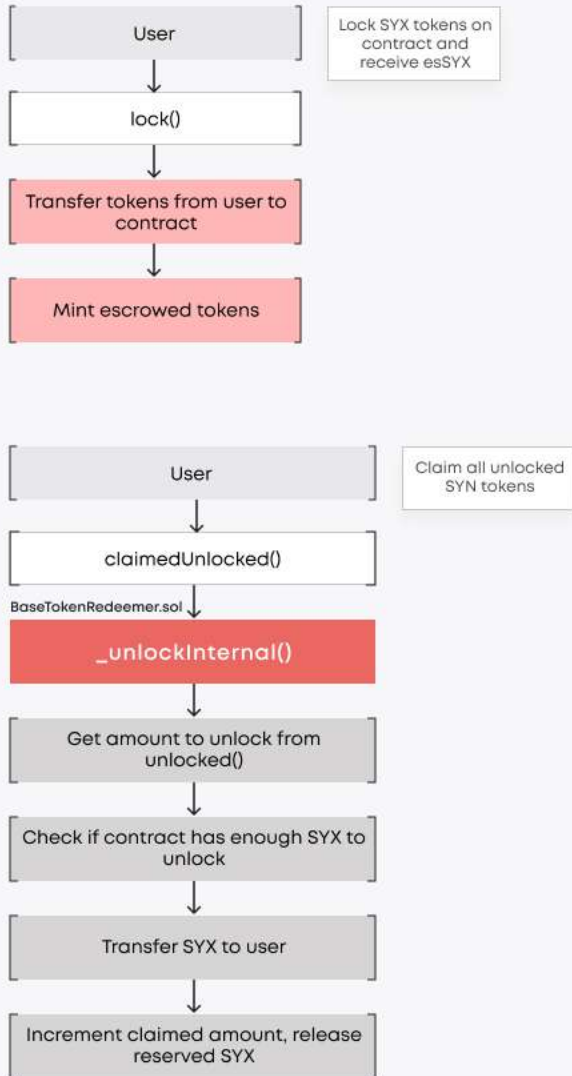 User
Lock SYX tokens on
contract and
receive esSYX
lock()
Transfer tokens from user to
contract
Mint escrowed tokens
User
Claim all unlocked
SYN tokens
claimedUnlocked()
BaseTokenRedeemer.sol
_unlockInternal()
Get amount to unlock from
unlocked()
Check if contract has enough SYX to
unlock
Transfer SYX to user
Increment claimed amount, release
reserved SYX